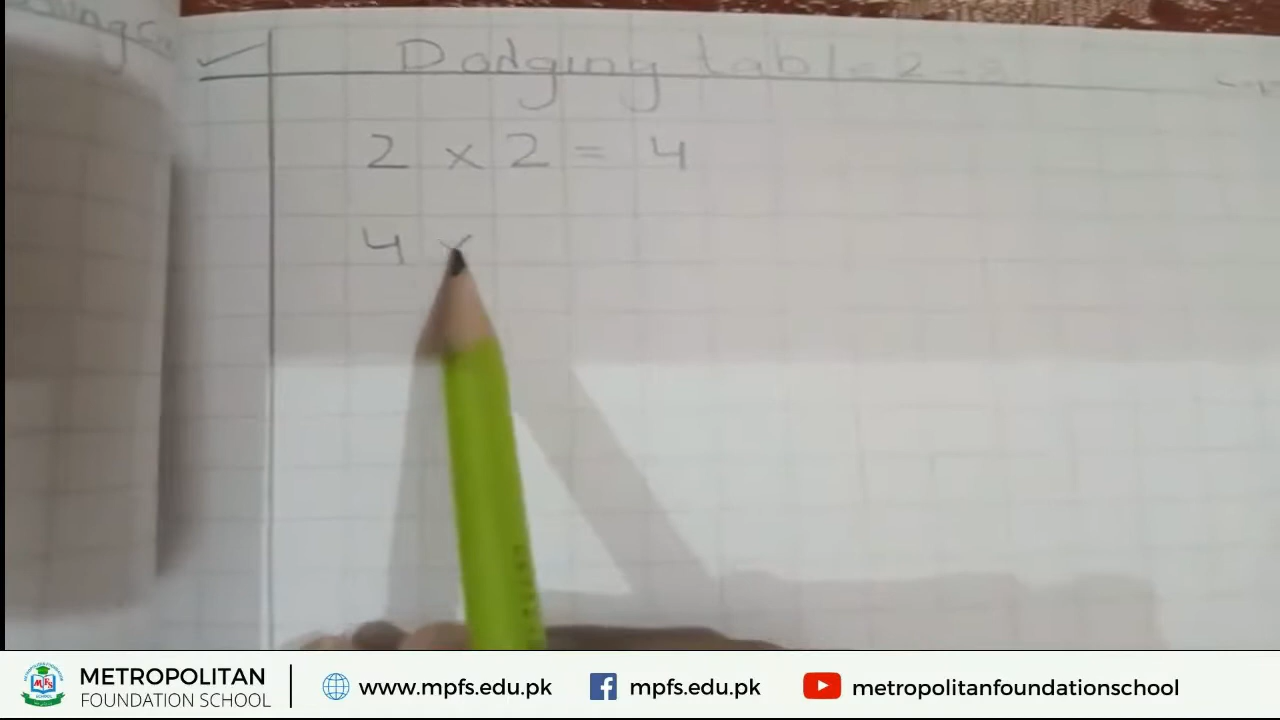 Dodging table 2 -
2 × 2 = 4
4 ×
METROPOLITAN
FOUNDATION SCHOOL
www.mpfs.edu.pk
mpfs.edu.pk
metropolitanfoundationschool